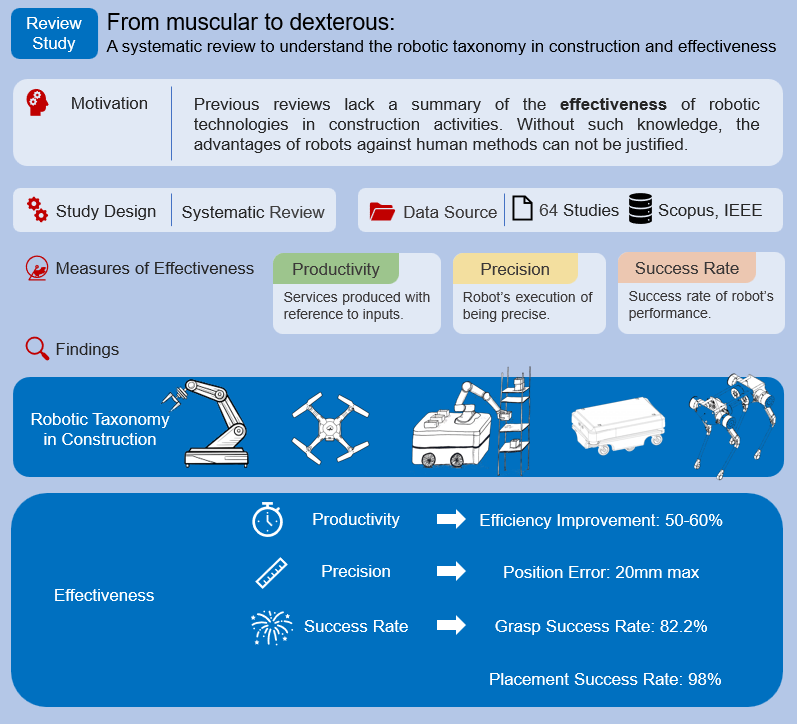 Review
Study
From muscular to dexterous:
A systematic review to understand the robotic taxonomy in construction and effectiveness
Motivation
Previous reviews lack a summary of the effectiveness of robotic
technologies in construction activities. Without such knowledge, the
advantages of robots against human methods can not be justified.
Study Design
Systematic Review
Data Source
64 Studies
Scopus, IEEE
Measures of Effectiveness
Productivity
Services produced with
reference to inputs.
Precision
Robot's execution of
being precise.
Success Rate
Success rate of robot's
performance.
Findings
Robotic Taxonomy
in Construction
Effectiveness
Productivity
Efficiency Improvement: 50-60%
Precision
Position Error: 20mm max
Success Rate
Grasp Success Rate: 82.2%
Placement Success Rate: 98%